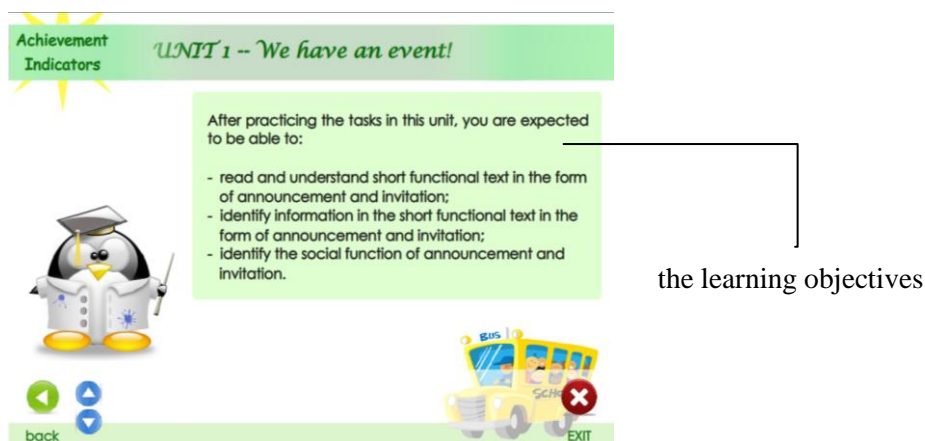 Achievement
Indicators
UNIT 1 -- We have an event!
After practicing the tasks in this unit, you are expected
to be able to:
- read and understand short functional text in the form
of announcement and invitation;
- identify information in the short functional text in the
form of announcement and invitation;
- identify the social function of announcement and
invitation.
the learning objectives
BUS
SCHO
back
EXIT